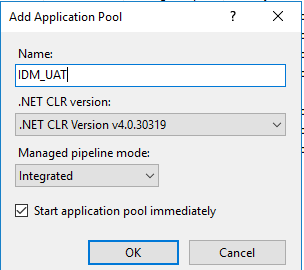 Add Application Pool
Name:
IDM_UAT
.NET CLR version:
.NET CLR Version v4.0.30319
Managed pipeline mode:
Integrated
Start application pool immediately
OK
Cancel